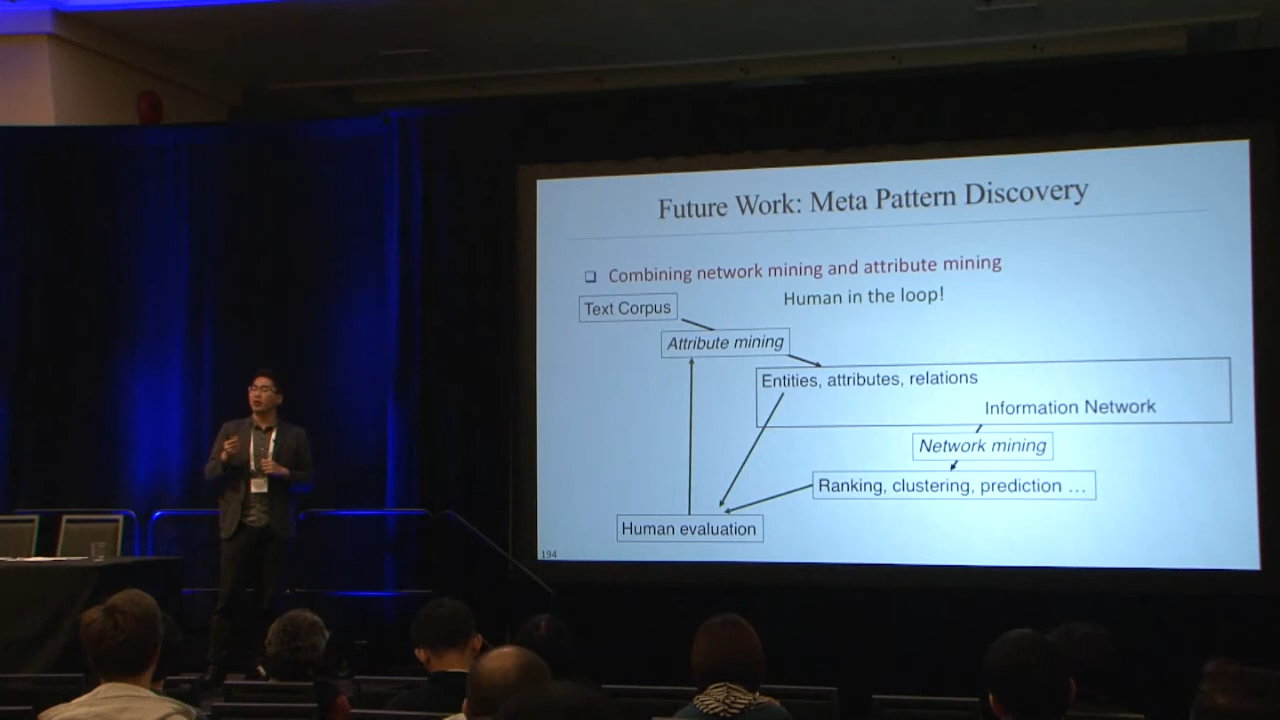 Future Work: Meta Pattern Discovery
❑ Combining network mining and attribute mining
Human in the loop!
Text Corpus
Attribute mining
Entities, attributes, relations
Information Network
Network mining
Ranking, clustering, prediction ...
Human evaluation
194